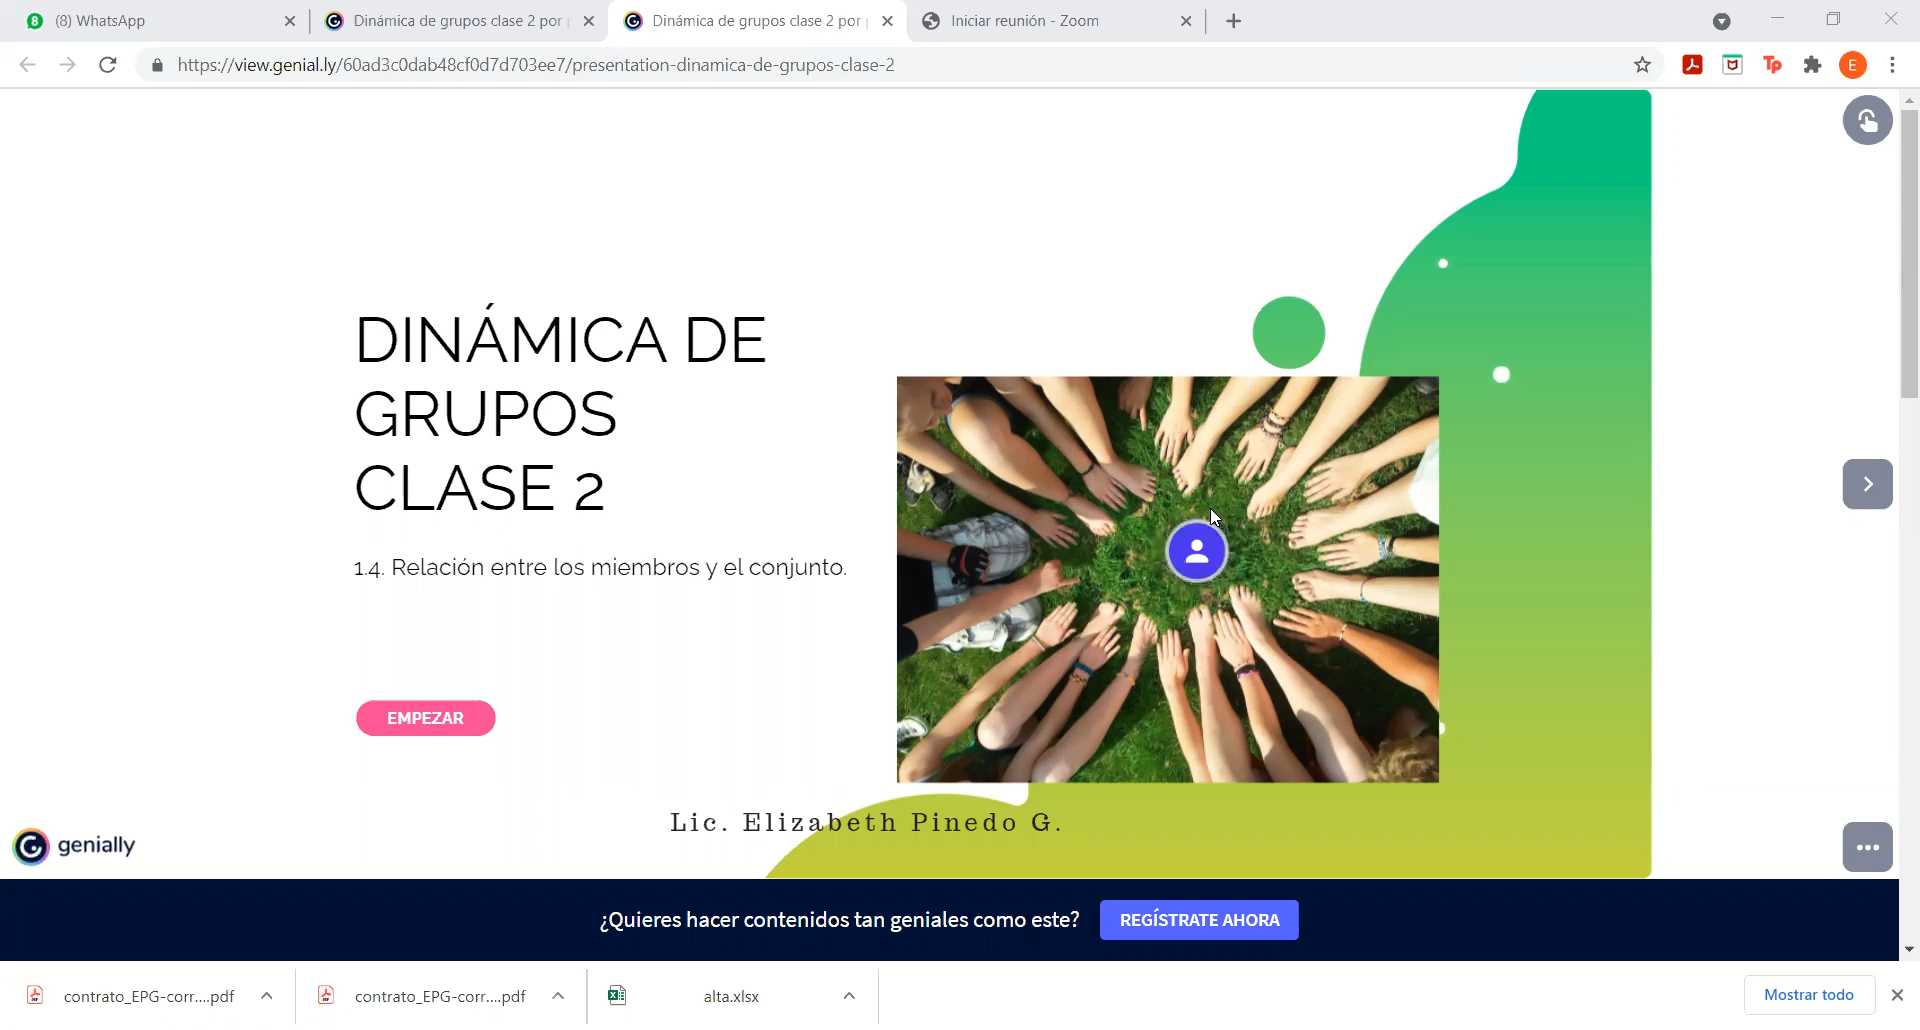 8 (8) WhatsApp
Dinámica de grupos clase 2 por
Dinámica de grupos clase 2 por
Iniciar reunión - Zoom
https://view.genial.ly/60ad3c0dab48cf0d7d703ee7/presentation-dinamica-de-grupos-clase-2
Tp
E
DINÁMICA DE
GRUPOS
CLASE 2
1.4. Relación entre los miembros y el conjunto.
EMPEZAR
Lic. Elizabeth Pinedo G.
genially
¿Quieres hacer contenidos tan geniales como este?
REGÍSTRATE AHORA
contrato_EPG-corr....pdf
contrato_EPG-corr....pdf
alta.xlsx
Mostrar todo